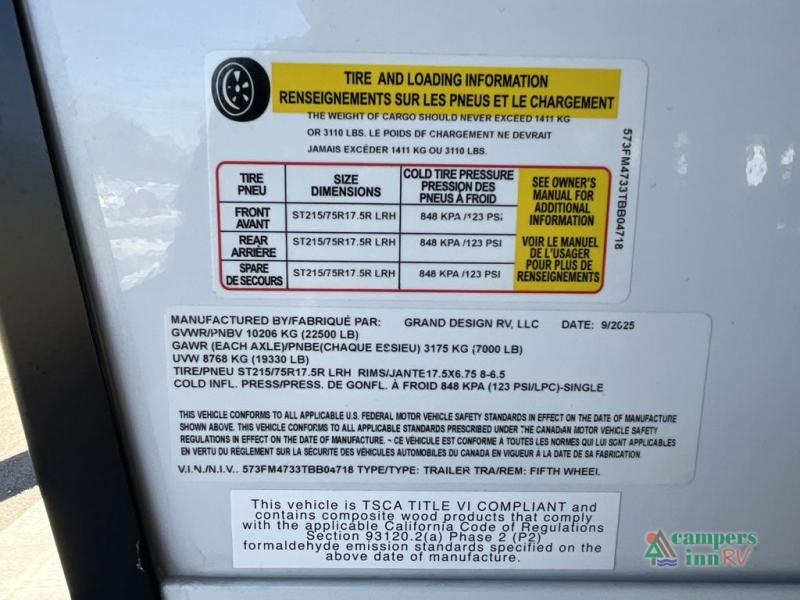 TIRE AND LOADING INFORMATION
RENSEIGNEMENTS SUR LES PNEUS ET LE CHARGEMENT
THE WEIGHT OF CARGO SHOULD NEVER EXCEED 1411 KG
OR 3110 LBS. LE POIDS DE CHARGEMENT NE DEVRAIT
JAMAIS EXCÉDER 1411 KG OU 3110 LBS.
TIRE PNEU
SIZE DIMENSIONS
COLD TIRE PRESSURE PRESSION DES PNEUS À FROID
SEE OWNER'S
MANUAL FOR
ADDITIONAL
INFORMATION
VOIR LE MANUEL
DE L'USAGER
POUR PLUS DE
RENSEIGNEMENTS
FRONT AVANT ST215/75R17.5R LRH 848 KPA /123 PSI
REAR ARRIÈRE ST215/75R17.5R LRH 848 KPA /123 PSI
SPARE DE SECOURS ST215/75R17.5R LRH 848 KPA /123 PSI
573FM4733TBB04718
MANUFACTURED BY/FABRIQUÉ PAR: GRAND DESIGN RV, LLC DATE: 9/2025
GVWR/PNBV 10206 KG (22500 LB)
GAWR (EACH AXLE)/PNBE(CHAQUE ESSIEU) 3175 KG (7000 LB)
UVW 8768 KG (19330 LB)
TIRE/PNEU ST215/75R17.5R LRH RIMS/JANTE17.5X6.75 8-6.5
COLD INFL. PRESS/PRESS. DE GONFL. À FROID 848 KPA (123 PSI/LPC)-SINGLE
THIS VEHICLE CONFORMS TO ALL APPLICABLE U.S. FEDERAL MOTOR VEHICLE SAFETY STANDARDS IN EFFECT ON THE DATE OF MANUFACTURE
SHOWN ABOVE. THIS VEHICLE CONFORMS TO ALL APPLICABLE STANDARDS PRESCRIBED UNDER THE CANADIAN MOTOR VEHICLE SAFETY
REGULATIONS IN EFFECT ON THE DATE OF MANUFACTURE. ~ CE VÉHICULE EST CONFORME À TOUTES LES NORMES QUI LUI SONT APPLICABLES
EN VERTU DU RÈGLEMENT SUR LA SÉCURITÉ DES VÉHICULES AUTOMOBILES DU CANADA EN VIGUEUR À LA DATE DE SA FABRICATION.
V.I.N./N.I.V.. 573FM4733TBB04718 TYPE/TYPE: TRAILER TRA/REM: FIFTH WHEEL
This vehicle is TSCA TITLE VI COMPLIANT and
contains composite wood products that comply
with the applicable California Code of Regulations
Section 93120.2(a) Phase 2 (P2)
formaldehyde emission standards specified on the
above date of manufacture.
campers
inn RV